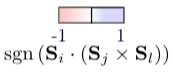 -1 1
sgn (S_i · (S_j × S_l))